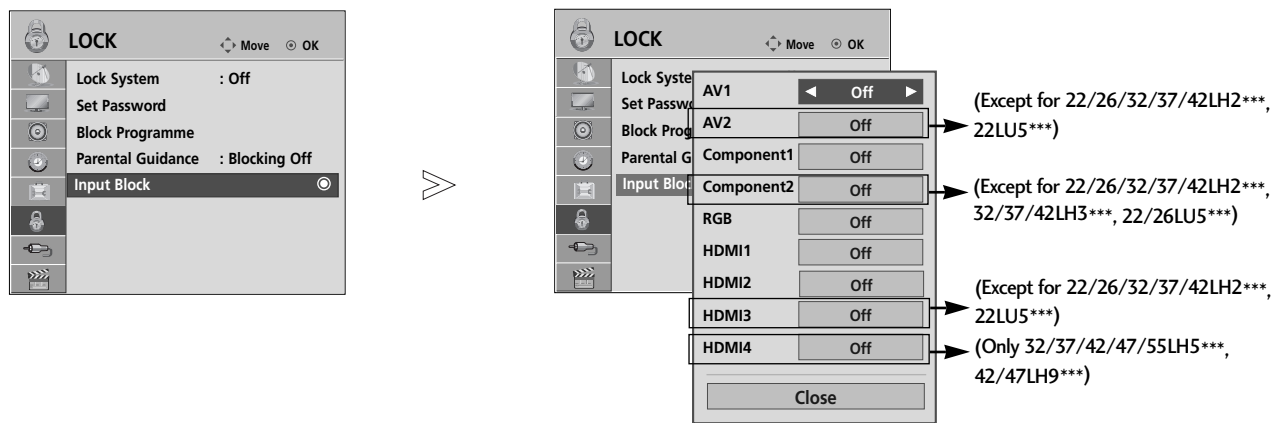 LOCK
Move OK
Lock System : Off
Set Password
Block Programme
Parental Guidance : Blocking Off
Input Block
LOCK
Move OK
Lock Syste
Set Passw
Block Prog
Parental G
Input Bloc
AV1 ◄ Off ►
AV2 Off
Component1 Off
Component2 Off
RGB Off
HDMI1 Off
HDMI2 Off
HDMI3 Off
HDMI4 Off
Close
(Except for 22/26/32/37/42LH2***,
22LU5***)
(Except for 22/26/32/37/42LH2***,
32/37/42LH3***, 22/26LU5***)
(Except for 22/26/32/37/42LH2***,
22LU5***)
(Only 32/37/42/47/55LH5***,
42/47LH9***)